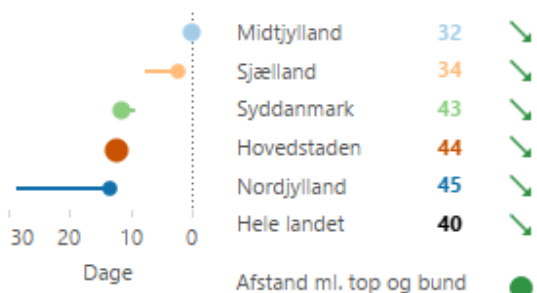 Midtjylland 32
Sjælland 34
Syddanmark 43
Hovedstaden 44
Nordjylland 45
Hele landet 40
30 20 10 0
Dage
Afstand ml. top og bund